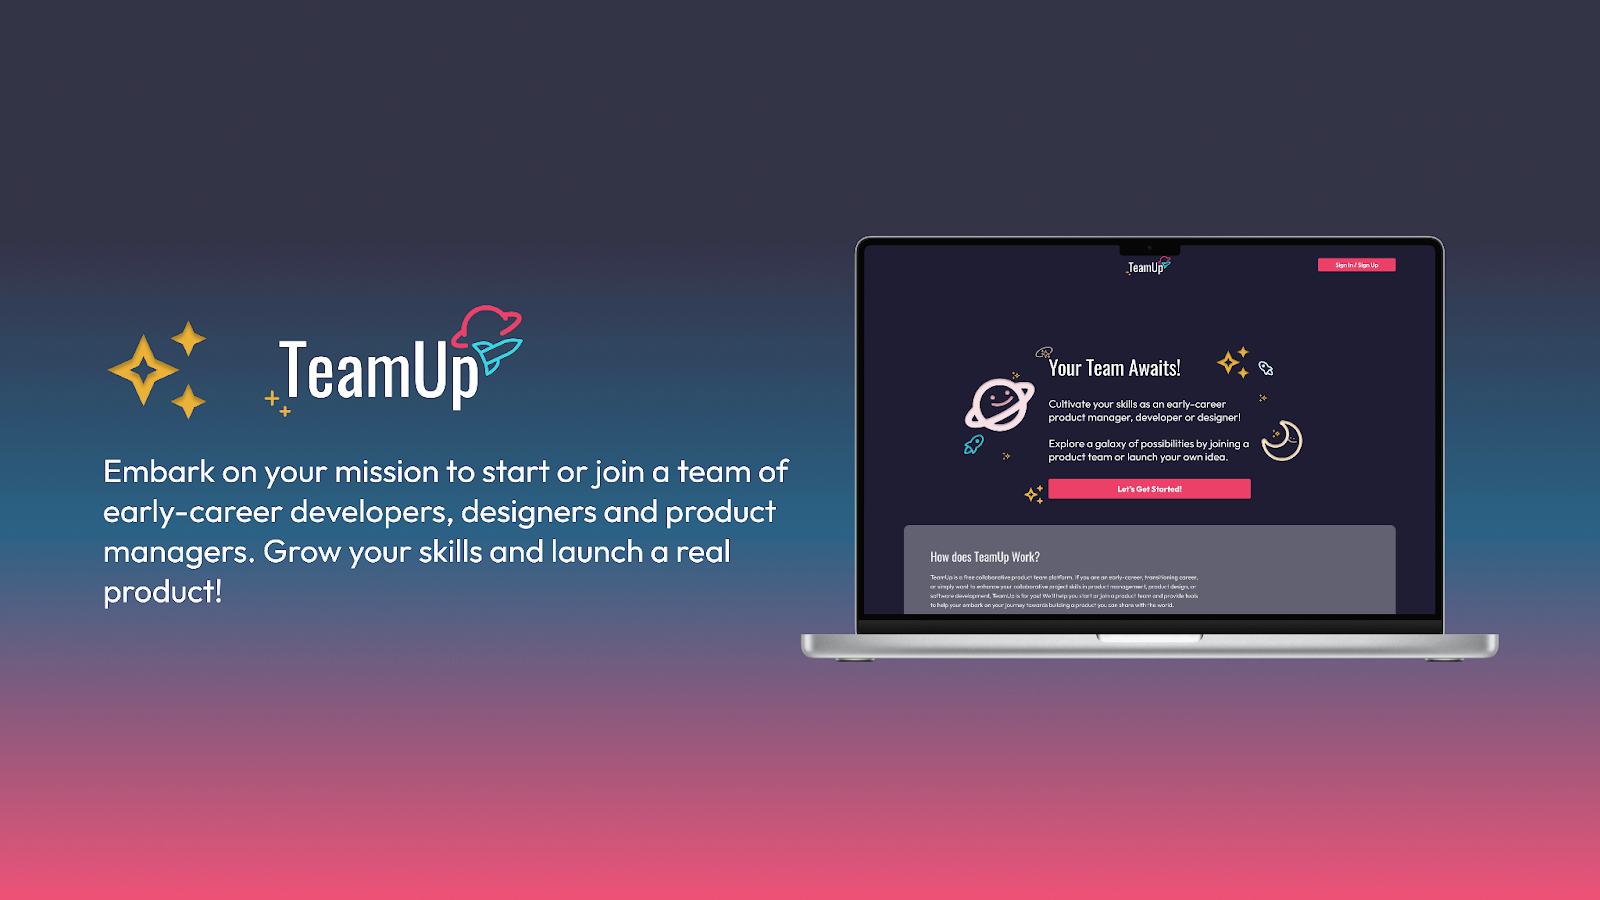 TeamUp
Embark on your mission to start or join a team of
early-career developers, designers and product
managers. Grow your skills and launch a real
product!
TeamUp
Sign In / Sign Up
Your Team Awaits!
Cultivate your skills as an early-career
product manager, developer or designer!
Explore a galaxy of possibilities by joining a
product team or launch your own idea.
Let's Get Started!
How does TeamUp Work?
TeamUp is a free collaborative product team platform. If you are an early-career, transitioning career,
or simply want to enhance your collaborative project skills in product management, product design, or
software development, TeamUp is for you! We'll help you start or join a product team and provide tools
to help your embark on your journey towards building a product you can share with the world.